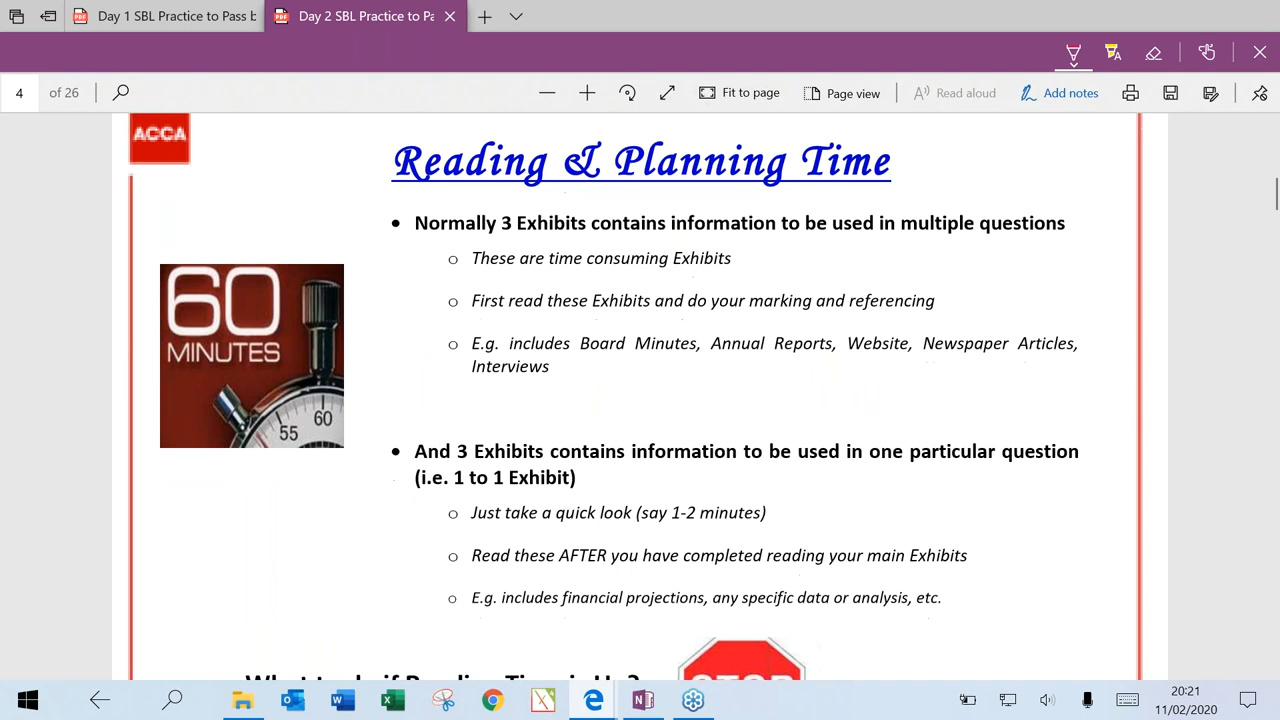 Day 1 SBL Practice to Pass b
Day 2 SBL Practice to Pa
4 of 26
Fit to page
Page view
Read aloud
Add notes
ACCA
Reading & Planning Time
• Normally 3 Exhibits contains information to be used in multiple questions
o These are time consuming Exhibits
o First read these Exhibits and do your marking and referencing
o E.g. includes Board Minutes, Annual Reports, Website, Newspaper Articles,
Interviews
60
MINUTES
55
60
• And 3 Exhibits contains information to be used in one particular question
(i.e. 1 to 1 Exhibit)
o Just take a quick look (say 1-2 minutes)
o Read these AFTER you have completed reading your main Exhibits
o E.g. includes financial projections, any specific data or analysis, etc.
20:21
11/02/2020